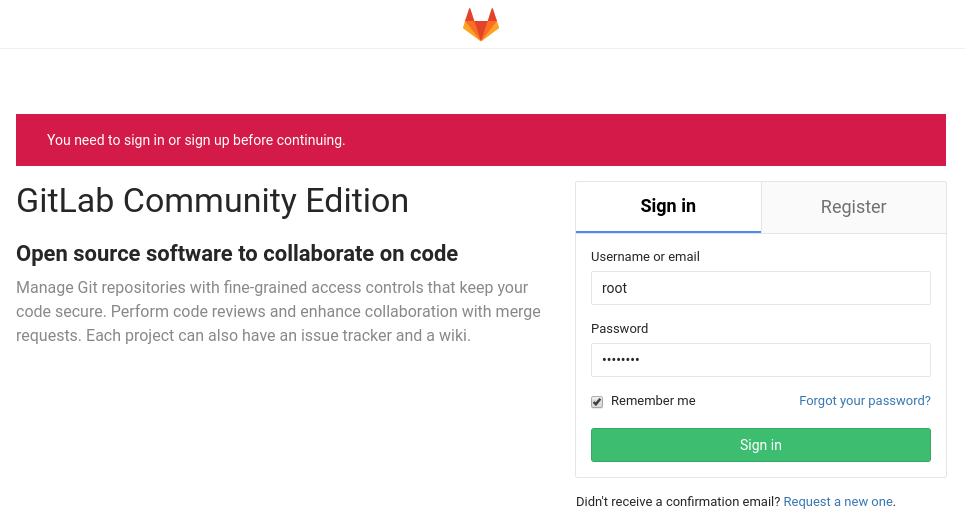 You need to sign in or sign up before continuing.
GitLab Community Edition
Open source software to collaborate on code
Manage Git repositories with fine-grained access controls that keep your
code secure. Perform code reviews and enhance collaboration with merge
requests. Each project can also have an issue tracker and a wiki.
Sign in
Register
Username or email
root
Password
••••••••
Remember me
Forgot your password?
Sign in
Didn't receive a confirmation email? Request a new one.